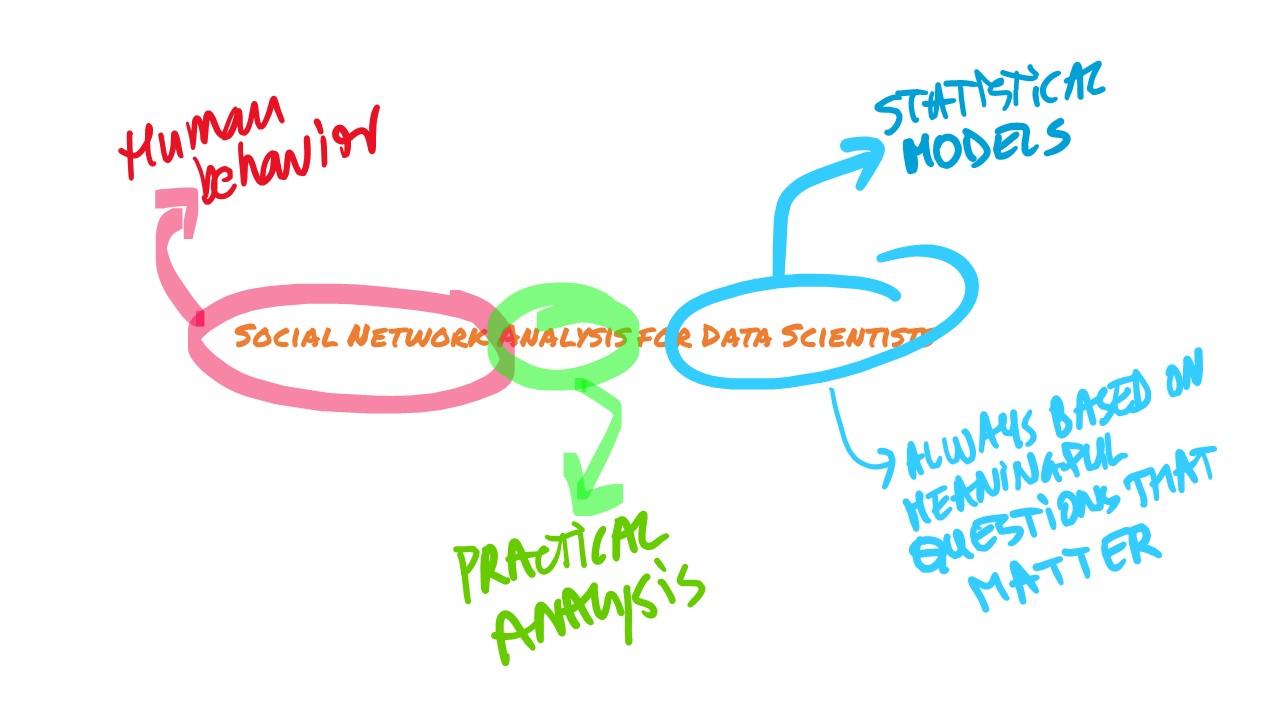 Human
behavior
STATISTICAL
MODELS
SOCIAL NETWORK ANALYSIS FOR DATA SCIENTISTS
ALWAYS BASED ON
MEANINGFUL
QUESTIONS THAT
MATTER
PRACTICAL
ANALYSIS